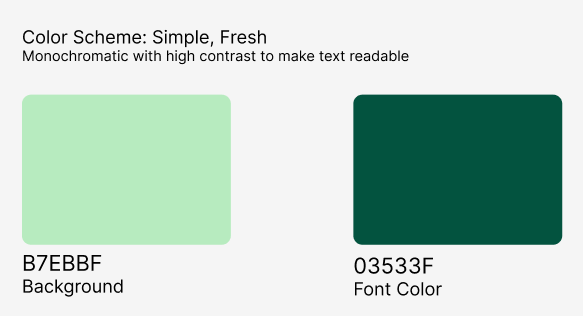 Color Scheme: Simple, Fresh
Monochromatic with high contrast to make text readable
B7EBBF
Background
03533F
Font Color